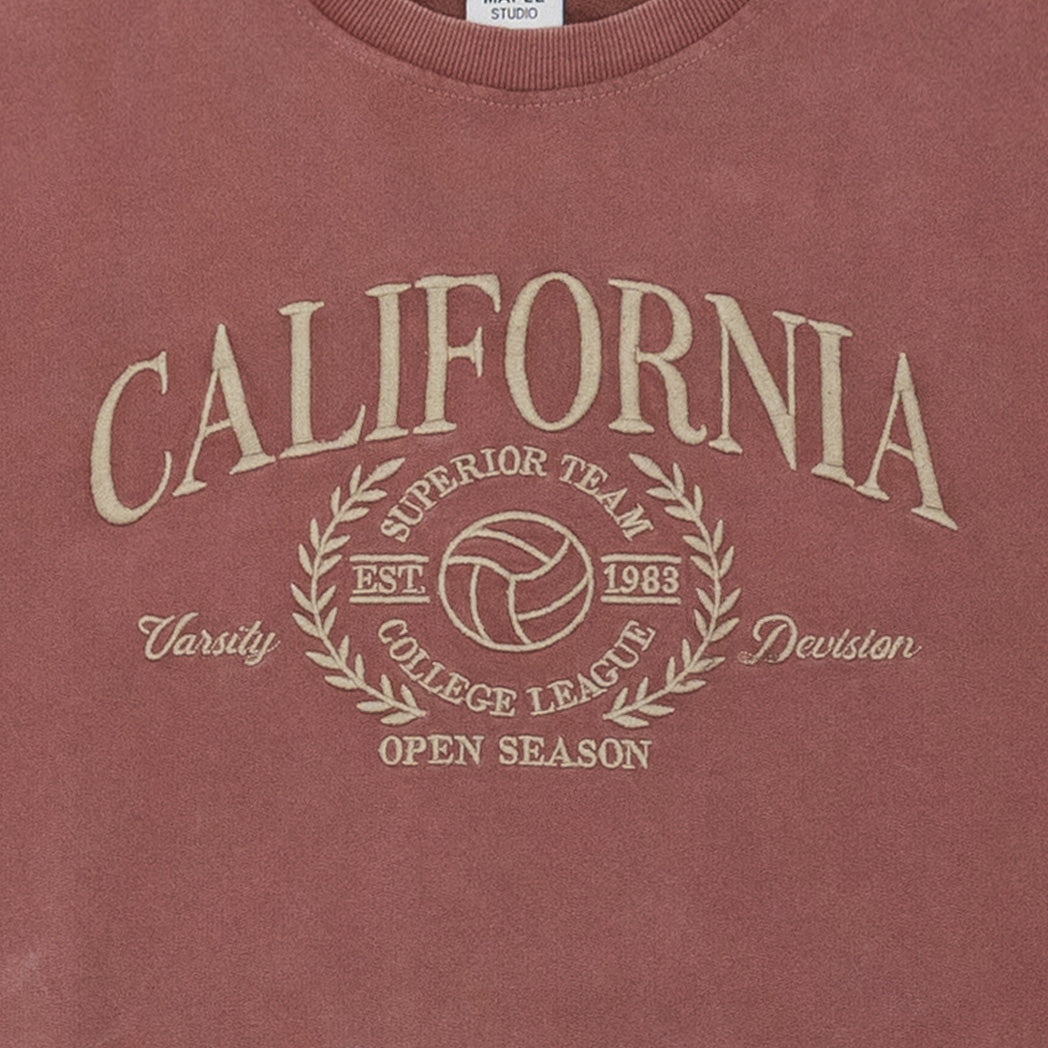 STUDIO
CALIFORNIA
SUPERIOR TEAM
EST. 1983
COLLEGE LEAGUE
Varsity Devision
OPEN SEASON